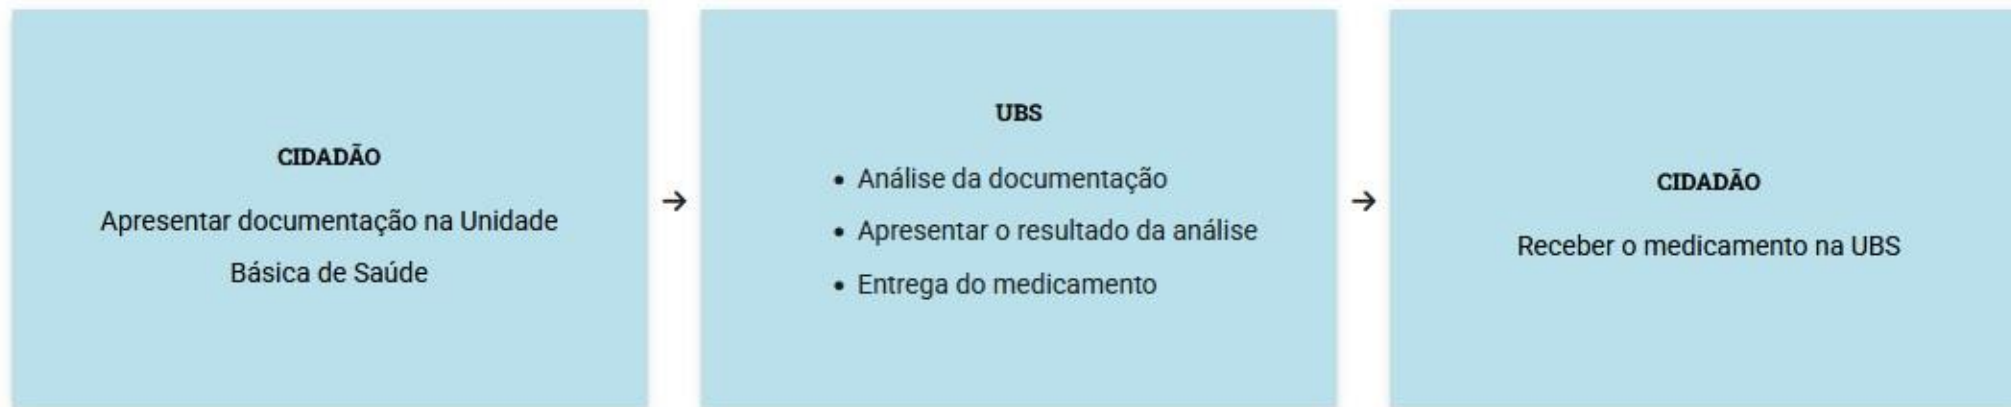 CIDADÃO
Apresentar documentação na Unidade
Básica de Saúde
→
UBS
• Análise da documentação
• Apresentar o resultado da análise
• Entrega do medicamento
→
CIDADÃO
Receber o medicamento na UBS